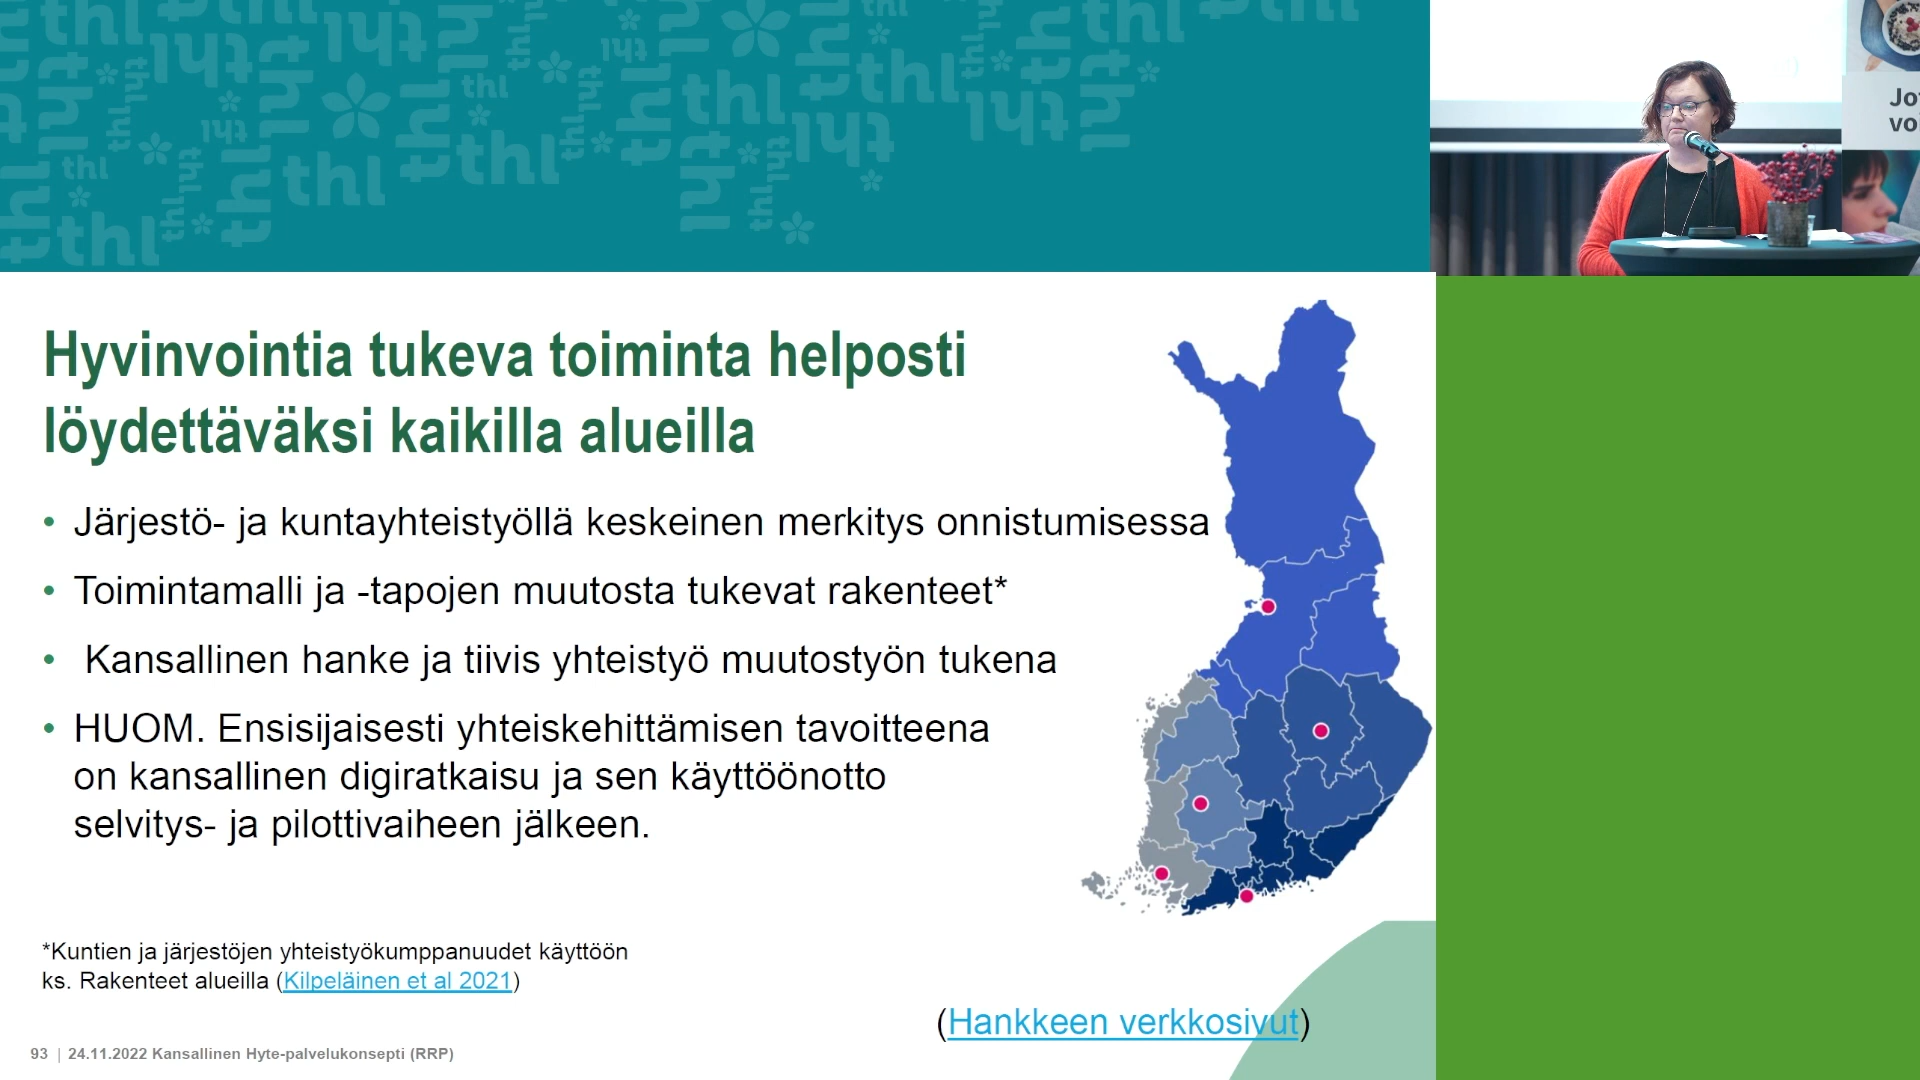 Hyvinvointia tukeva toiminta helposti
löydettäväksi kaikilla alueilla
• Järjestö- ja kuntayhteistyöllä keskeinen merkitys onnistumisessa
• Toimintamalli ja -tapojen muutosta tukevat rakenteet*
• Kansallinen hanke ja tiivis yhteistyö muutostyön tukena
• HUOM. Ensisijaisesti yhteiskehittämisen tavoitteena
on kansallinen digiratkaisu ja sen käyttöönotto
selvitys- ja pilottivaiheen jälkeen.
*Kuntien ja järjestöjen yhteistyökumppanuudet käyttöön
ks. Rakenteet alueilla (Kilpeläinen et al 2021)
(Hankkeen verkkosivut)
93 | 24.11.2022 Kansallinen Hyte-palvelukonsepti (RRP)
thl